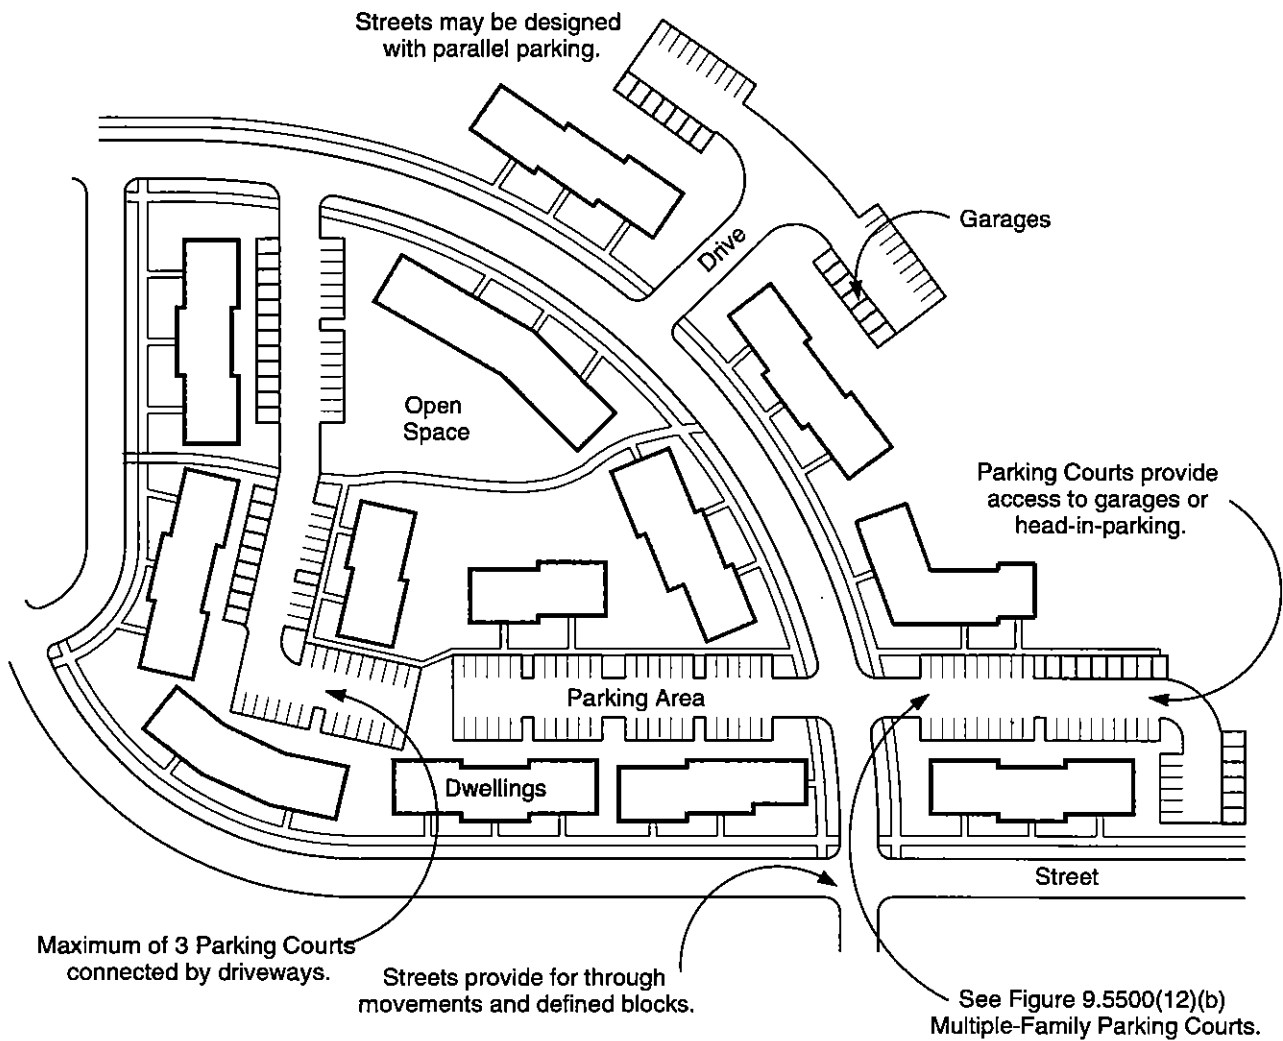 Streets may be designed
with parallel parking.
Garages
Drive
Open
Space
Parking Courts provide
access to garages or
head-in-parking.
Parking Area
Dwellings
Street
Maximum of 3 Parking Courts
connected by driveways.
Streets provide for through
movements and defined blocks.
See Figure 9.5500(12)(b)
Multiple-Family Parking Courts.